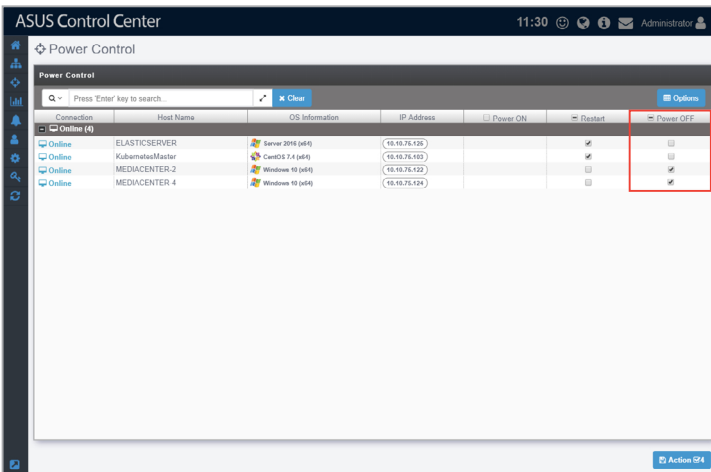 ASUS Control Center
11:30 Administrator
Power Control
Power Control
Press 'Enter' key to search... Clear Options
Connection Host Name OS Information IP Address Power ON Restart Power OFF
Online (4)
Online ELASTICSERVER Server 2016 (x64) 10.10.75.126
Online KubernetesMaster CentOS 7.4 (x64) 10.10.75.103
Online MEDIACENTER-2 Windows 10 (x64) 10.10.75.122
Online MEDIACENTER 4 Windows 10 (x64) 10.10.75.124
Action 4